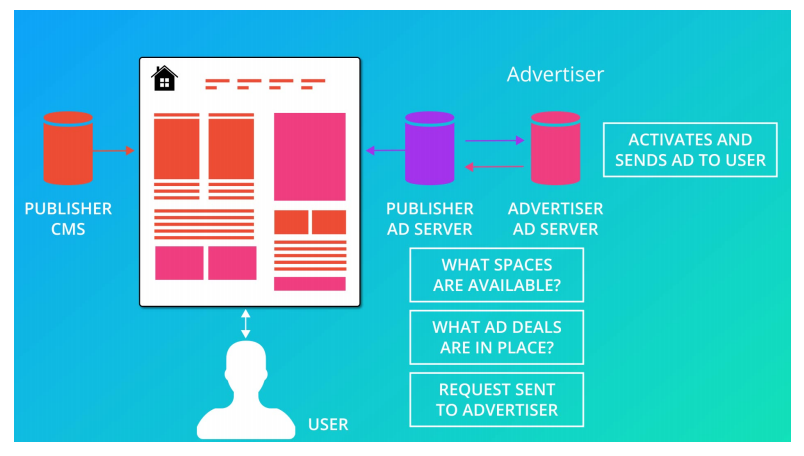 Advertiser
ACTIVATES AND
SENDS AD TO USER
PUBLISHER
CMS
PUBLISHER
AD SERVER
ADVERTISER
AD SERVER
WHAT SPACES
ARE AVAILABLE?
WHAT AD DEALS
ARE IN PLACE?
REQUEST SENT
TO ADVERTISER
USER